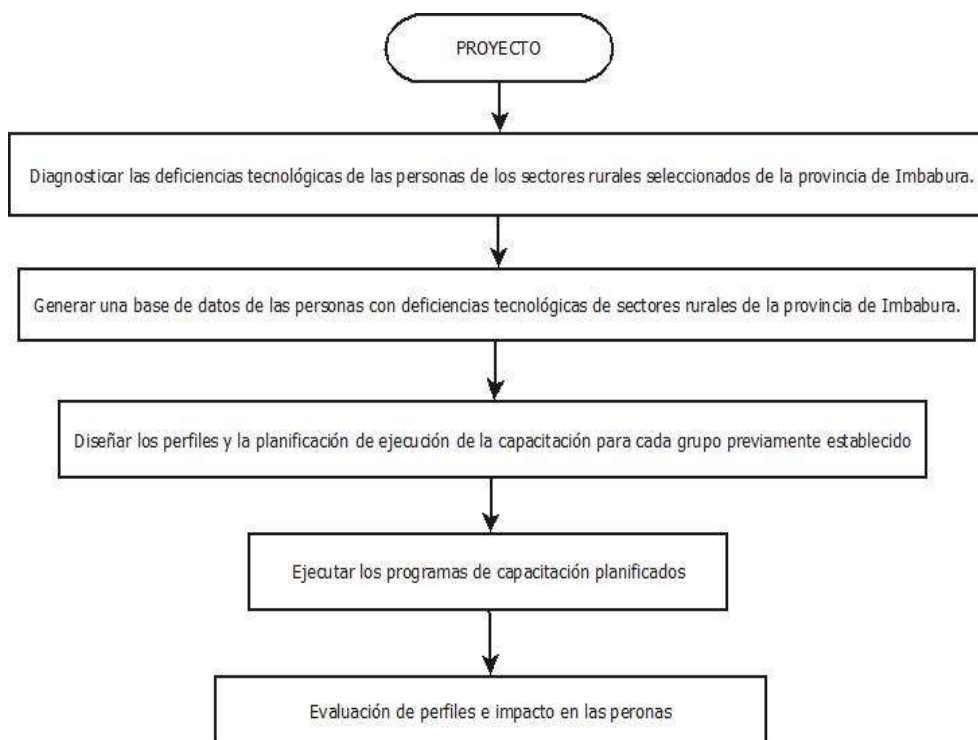 PROYECTO
Diagnosticar las deficiencias tecnológicas de las personas de los sectores rurales seleccionados de la provincia de Imbabura.
Generar una base de datos de las personas con deficiencias tecnológicas de sectores rurales de la provincia de Imbabura.
Diseñar los perfiles y la planificación de ejecución de la capacitación para cada grupo previamente establecido
Ejecutar los programas de capacitación planificados
Evaluación de perfiles e impacto en las peronas